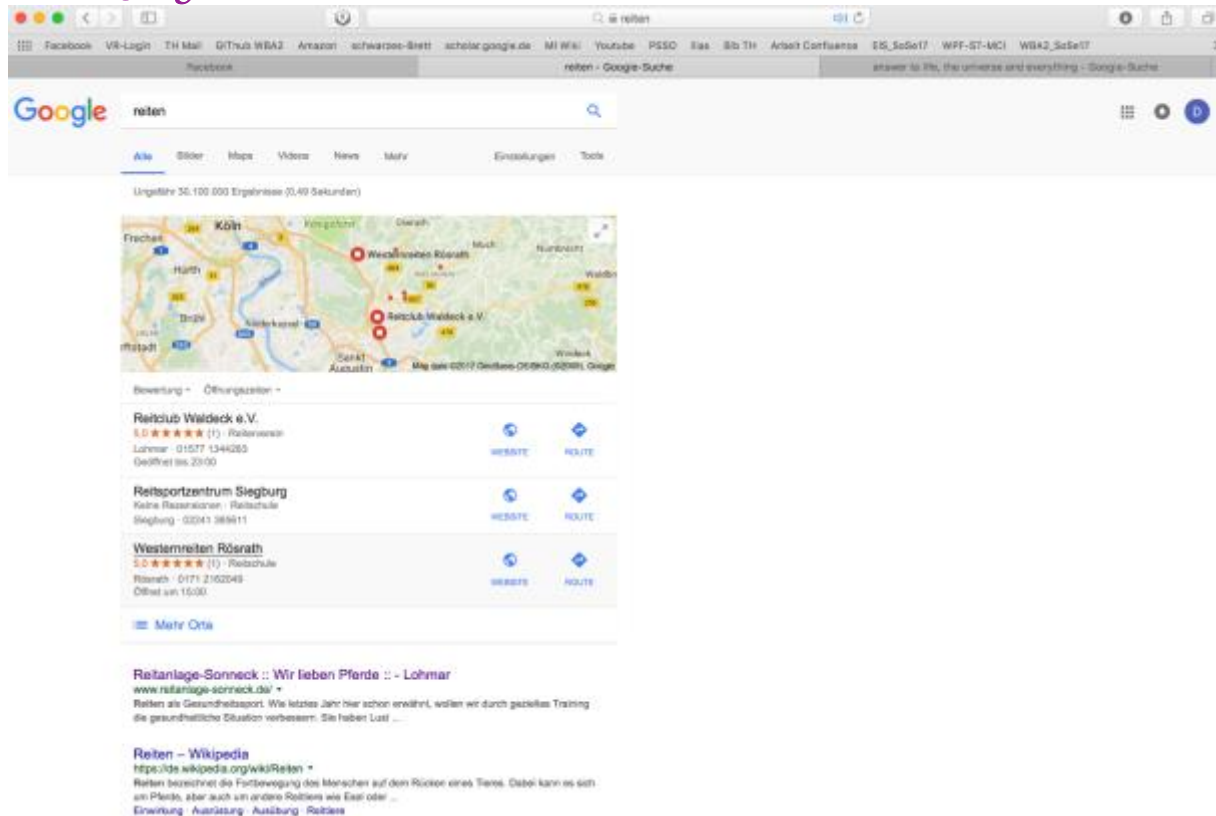 reiten
Facebook VR-Login TH Mail GIThub WBA2 Amazon schwarzes-Brett scholar.google.de MI Wiki Youtube PSSO Ilias Bib TH Arbeit Confluence EIS_SoSe17 WPF-ST-MCI WBA2_SoSe17
Facebook reiten - Google-Suche answer to life, the universe and everything - Google-Suche
Google reiten D
Alle Bilder Maps Videos News Mehr Einstellungen Tools
Ungefähr 30.100.000 Ergebnisse (0,49 Sekunden)
Köln
Frechen
Westernreiten Rösrath
Much
Hürth
Brühl
Niederkassel
Reitclub Waldeck e.V.
Sankt
Augustin
Windeck
Bewertung Öffnungszeiten
Reitclub Waldeck e.V.
5,0 (1) · Reiterverein
Lohmar · 01577 1344283
Geöffnet bis 23:00
WEBSITE ROUTE
Reitsportzentrum Siegburg
Keine Rezensionen · Reitschule
Siegburg · 02241
WEBSITE ROUTE
Westernreiten Rösrath
5,0 (1) · Reitschule
Rösrath · 0171 2162049
Öffnet um 15:00
WEBSITE ROUTE
Mehr Orte
Reitanlage-Sonneck :: Wir lieben Pferde :: - Lohmar
www.reitanlage-sonneck.de/
Reiten als Gesundheitssport. Wie letztes Jahr hier schon erwähnt, wollen wir durch gezieltes Training
die gesundheitliche Situation verbessern. Sie haben Lust ...
Reiten – Wikipedia
https://de.wikipedia.org/wiki/Reiten
Reiten bezeichnet die Fortbewegung des Menschen auf dem Rücken eines Tieres. Dabei kann es sich
um Pferde, aber auch um andere Reittiere wie Esel oder ...
Einwirkung · Ausrüstung · Ausübung · Reittiere